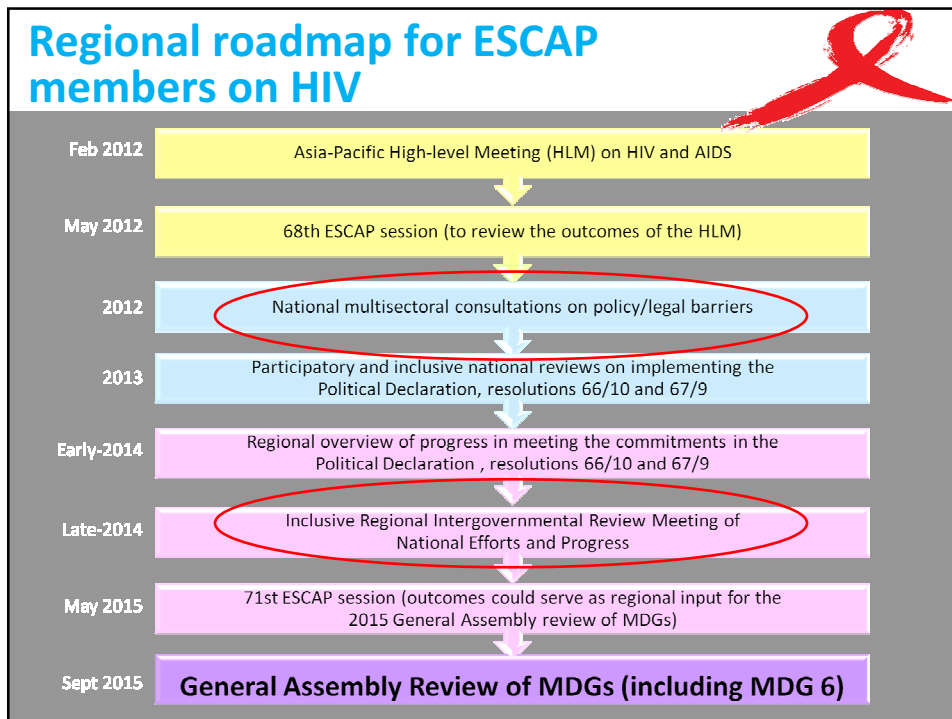 Regional roadmap for ESCAP
members on HIV
Feb 2012
Asia-Pacific High-level Meeting (HLM) on HIV and AIDS
May 2012
68th ESCAP session (to review the outcomes of the HLM)
2012
National multisectoral consultations on policy/legal barriers
2013
Participatory and inclusive national reviews on implementing the
Political Declaration, resolutions 66/10 and 67/9
Early-2014
Regional overview of progress in meeting the commitments in the
Political Declaration , resolutions 66/10 and 67/9
Late-2014
Inclusive Regional Intergovernmental Review Meeting of
National Efforts and Progress
May 2015
71st ESCAP session (outcomes could serve as regional input for the
2015 General Assembly review of MDGs)
Sept 2015
General Assembly Review of MDGs (including MDG 6)